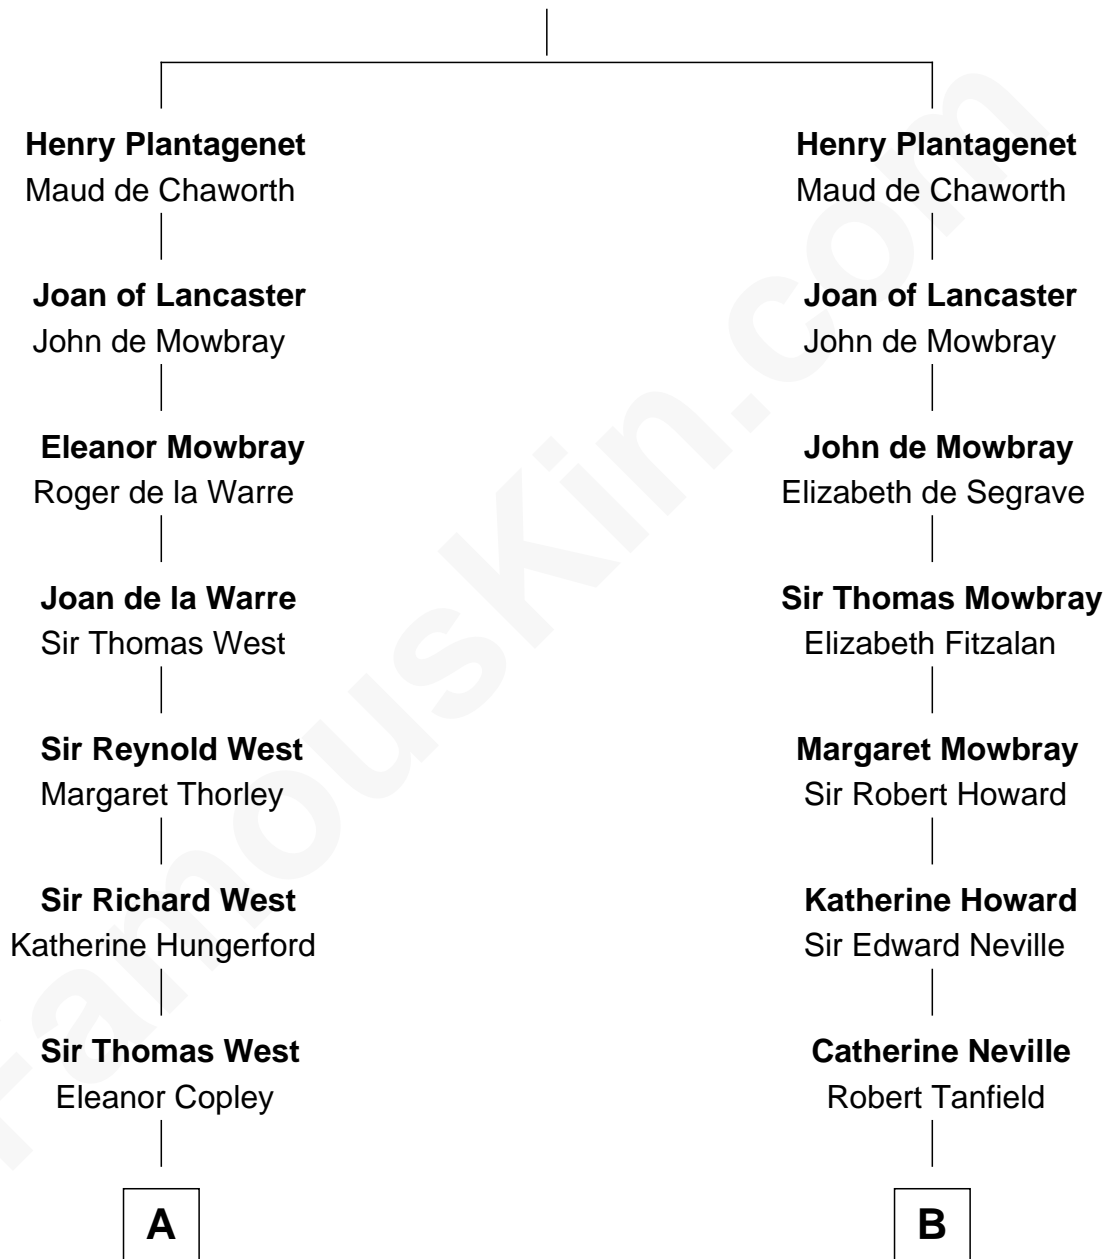 Henry Plantagenet
Maud de Chaworth
Joan of Lancaster
John de Mowbray
Eleanor Mowbray
Roger de la Warre
Joan de la Warre
Sir Thomas West
Sir Reynold West
Margaret Thorley
Sir Richard West
Katherine Hungerford
Sir Thomas West
Eleanor Copley
A
Henry Plantagenet
Maud de Chaworth
Joan of Lancaster
John de Mowbray
John de Mowbray
Elizabeth de Segrave
Sir Thomas Mowbray
Elizabeth Fitzalan
Margaret Mowbray
Sir Robert Howard
Katherine Howard
Sir Edward Neville
Catherine Neville
Robert Tanfield
B
FamousKin.com